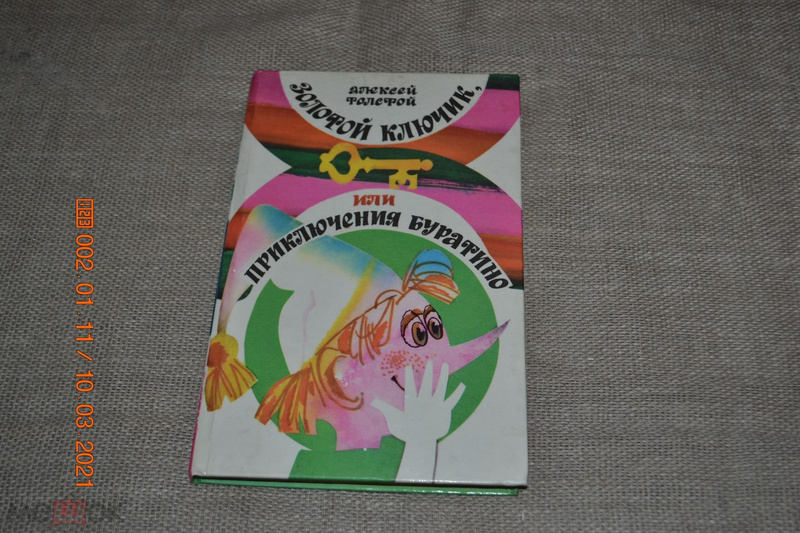 Алексей
Толстой
Золотой ключик,
или
приключения Буратино
002.01.11/10.03.2021